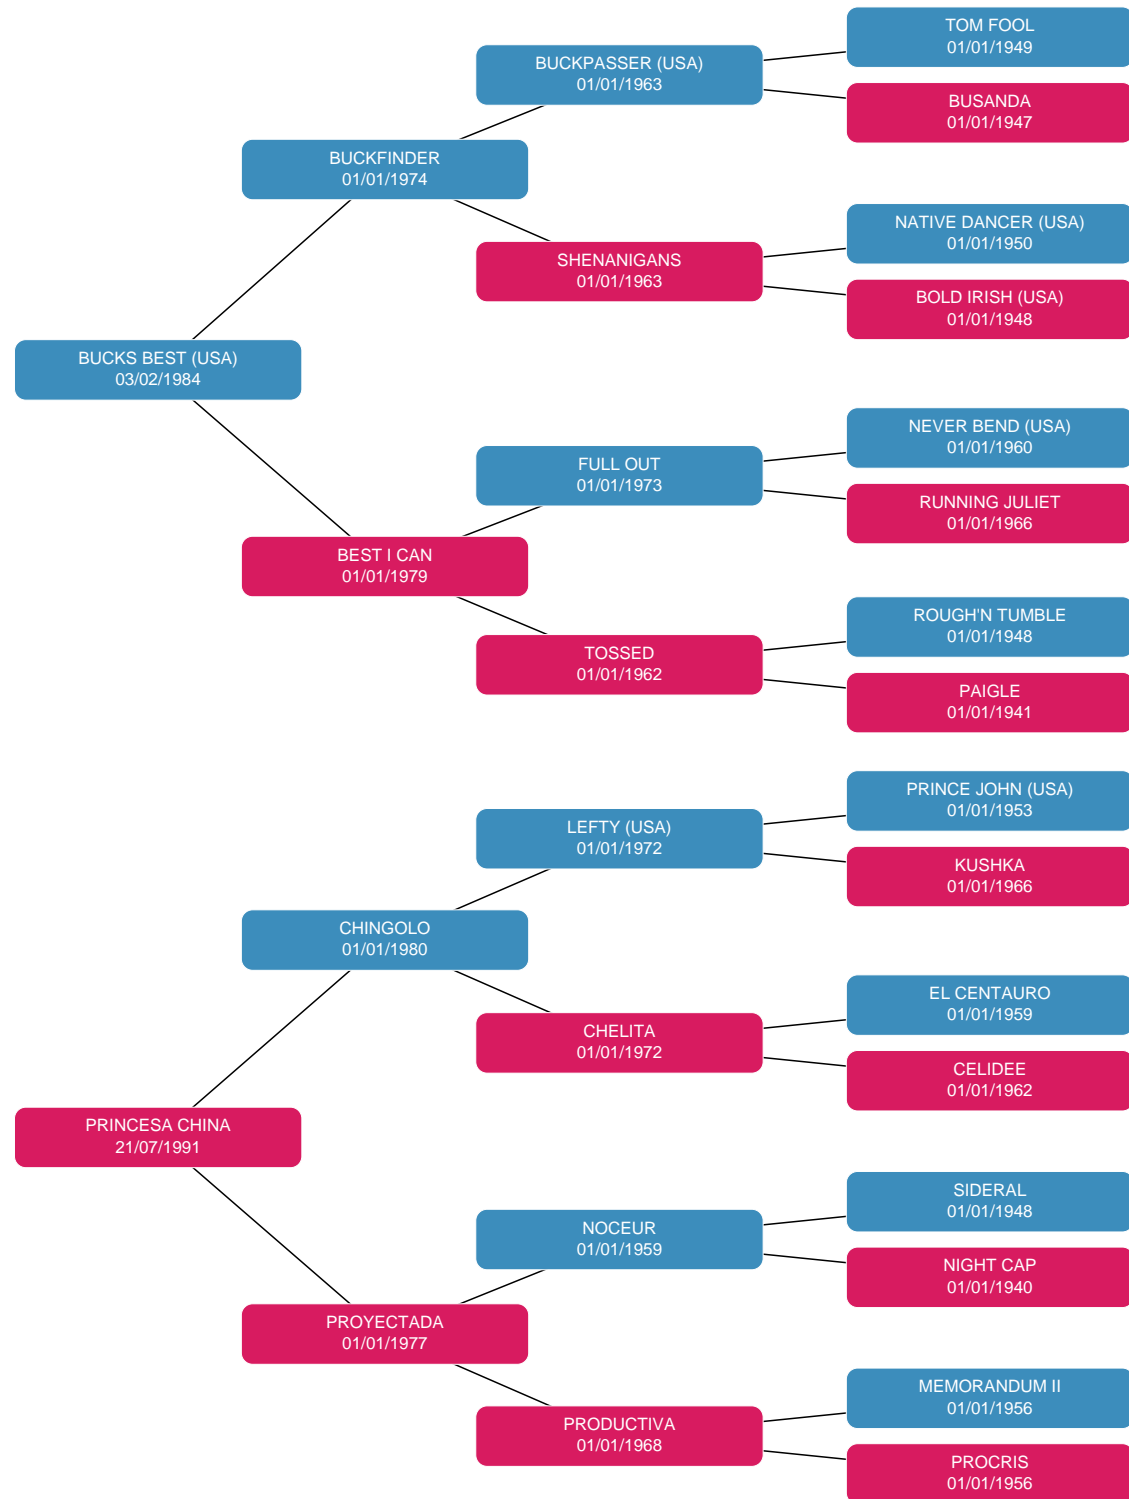 TOM FOOL
01/01/1949
BUCKPASSER (USA)
01/01/1963
BUSANDA
01/01/1947
BUCKFINDER
01/01/1974
NATIVE DANCER (USA)
01/01/1950
SHENANIGANS
01/01/1963
BOLD IRISH (USA)
01/01/1948
BUCKS BEST (USA)
03/02/1984
NEVER BEND (USA)
01/01/1960
FULL OUT
01/01/1973
RUNNING JULIET
01/01/1966
BEST I CAN
01/01/1979
ROUGH'N TUMBLE
01/01/1948
TOSSED
01/01/1962
PAIGLE
01/01/1941
PRINCE JOHN (USA)
01/01/1953
LEFTY (USA)
01/01/1972
KUSHKA
01/01/1966
CHINGOLO
01/01/1980
EL CENTAURO
01/01/1959
CHELITA
01/01/1972
CELIDEE
01/01/1962
PRINCESA CHINA
21/07/1991
SIDERAL
01/01/1948
NOCEUR
01/01/1959
NIGHT CAP
01/01/1940
PROYECTADA
01/01/1977
MEMORANDUM II
01/01/1956
PRODUCTIVA
01/01/1968
PROCRIS
01/01/1956